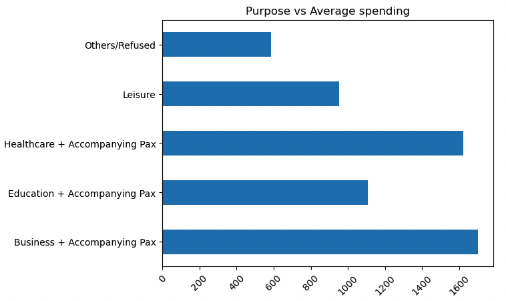 Purpose vs Average spending
Others/Refused
Leisure
Healthcare + Accompanying Pax
Education + Accompanying Pax
Business + Accompanying Pax
0 200 400 600 800 1000 1200 1400 1600